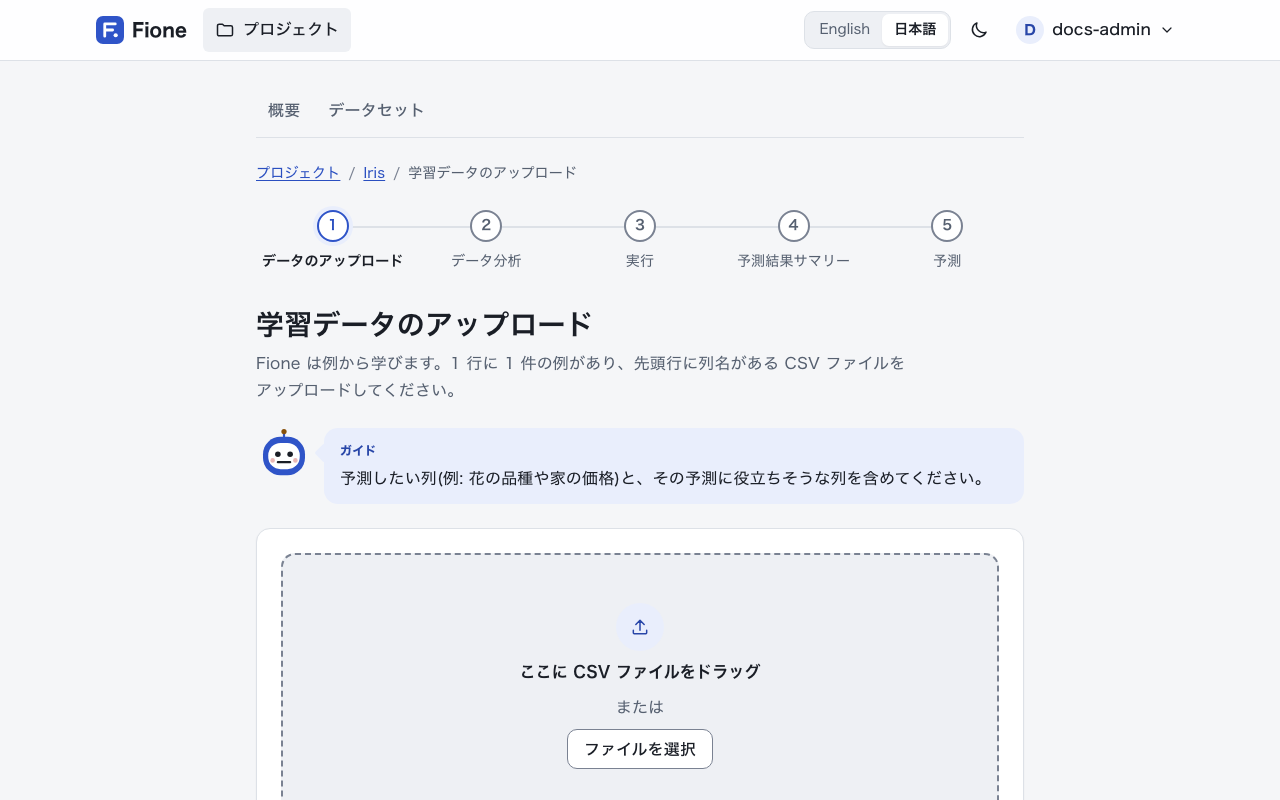 Fione
プロジェクト
English
日本語
D
docs-admin
概要
データセット
プロジェクト / Iris / 学習データのアップロード
1
2
3
4
5
データのアップロード
データ分析
実行
予測結果サマリー
予測
学習データのアップロード
Fione は例から学びます。1 行に 1 件の例があり、先頭行に列名がある CSV ファイルを
アップロードしてください。
ガイド
予測したい列(例: 花の品種や家の価格)と、その予測に役立ちそうな列を含めてください。
ここに CSV ファイルをドラッグ
または
ファイルを選択